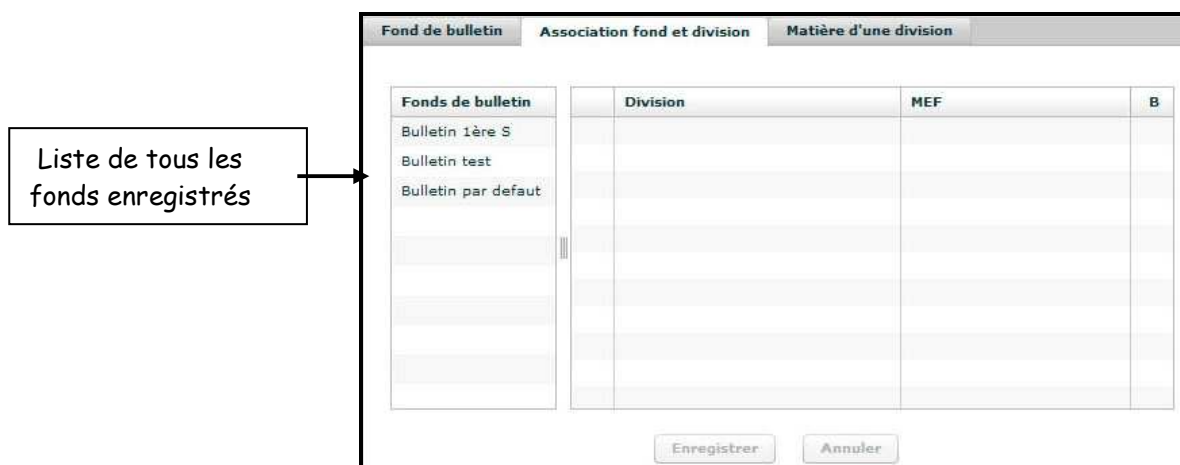 Fond de bulletin Association fond et division Matière d'une division
Liste de tous les
fonds enregistrés
Fonds de bulletin Division MEF B
Bulletin 1ère S
Bulletin test
Bulletin par defaut
Enregistrer Annuler